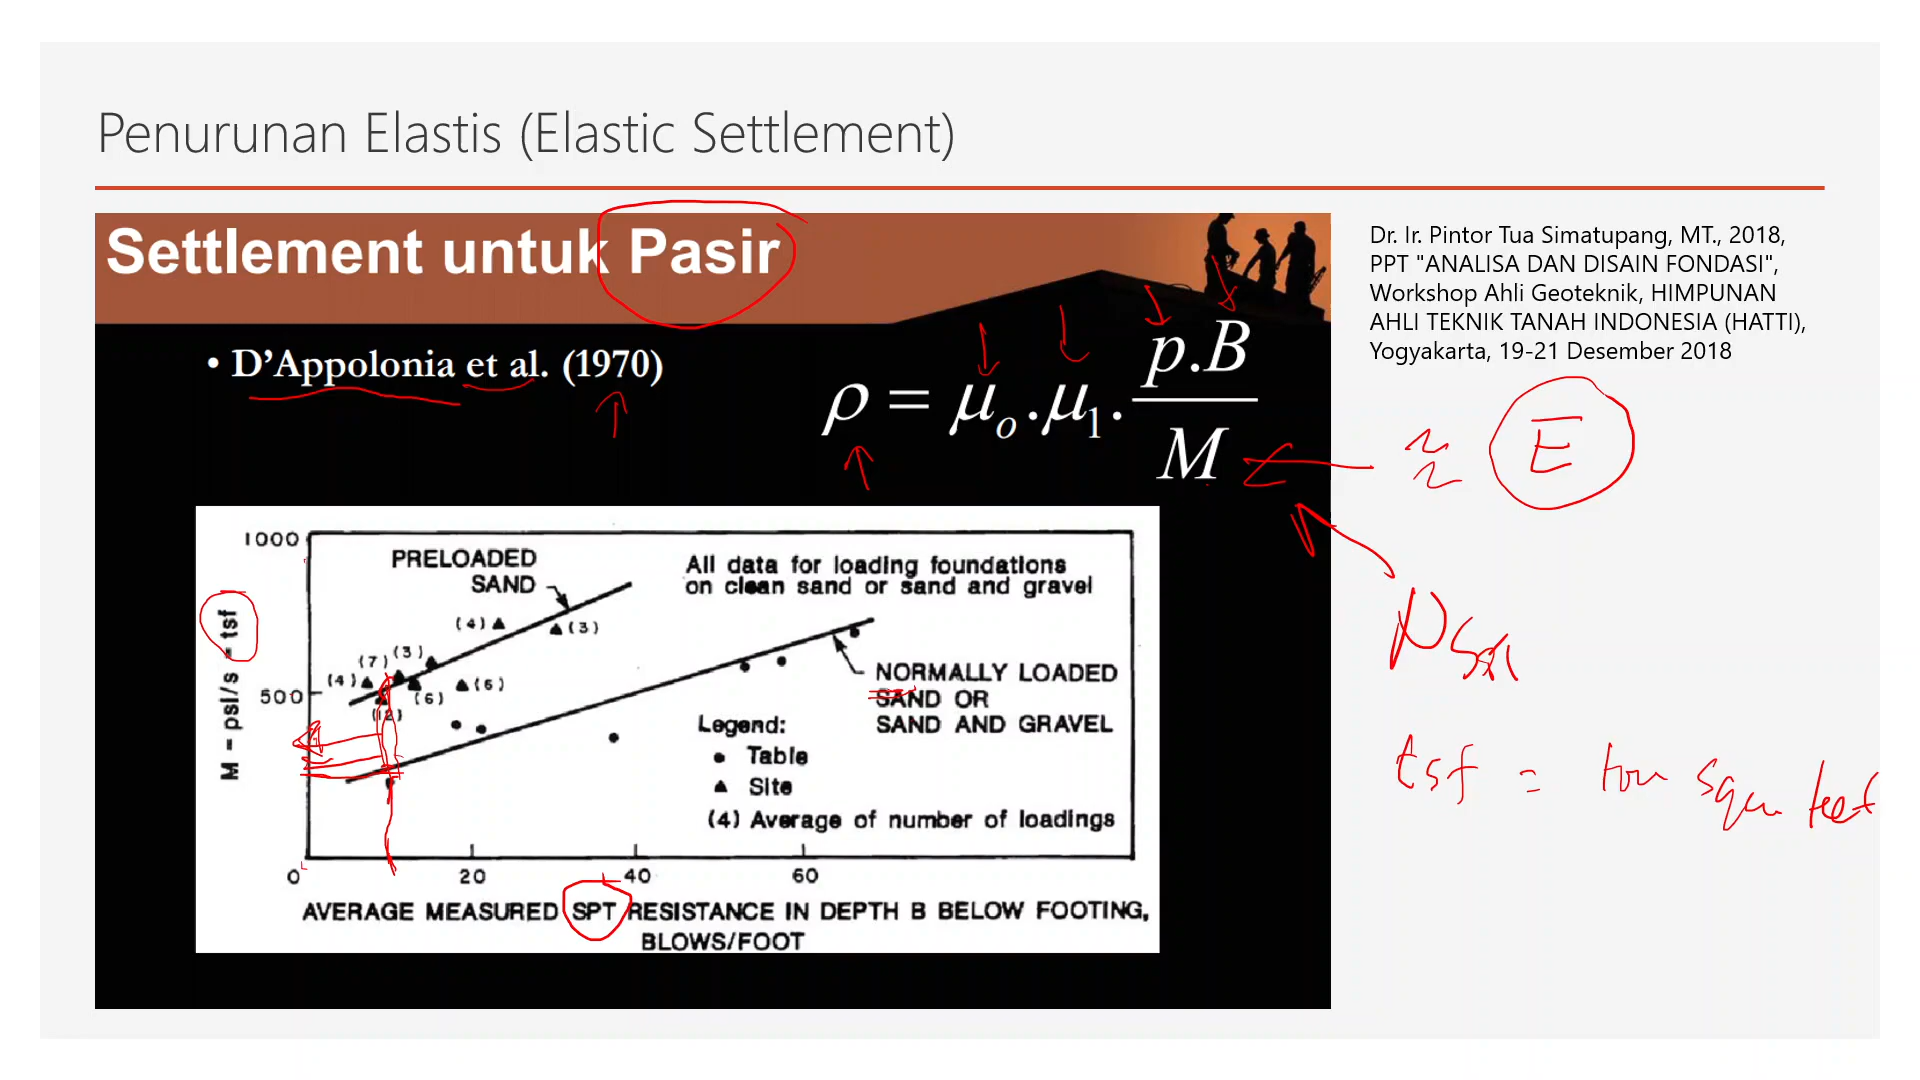 Penurunan Elastis (Elastic Settlement)
Settlement untuk Pasir
Dr. Ir. Pintor Tua Simatupang, MT., 2018,
PPT "ANALISA DAN DISAIN FONDASI",
Workshop Ahli Geoteknik, HIMPUNAN
AHLI TEKNIK TANAH INDONESIA (HATTI),
Yogyakarta, 19-21 Desember 2018
• D'Appolonia et al. (1970)
ρ = μo.μ1. p.B / M
≈ E
1000
500
0
20
40
60
M - psl/s = tsf
PRELOADED
SAND
All data for loading foundations
on clean sand or sand and gravel
(4)
(3)
(7)
(3)
(4)
(6)
(6)
(12)
NORMALLY LOADED
SAND OR
SAND AND GRAVEL
Legend:
● Table
▲ Site
(4) Average of number of loadings
AVERAGE MEASURED SPT RESISTANCE IN DEPTH B BELOW FOOTING,
BLOWS/FOOT
tsf = ton square feet